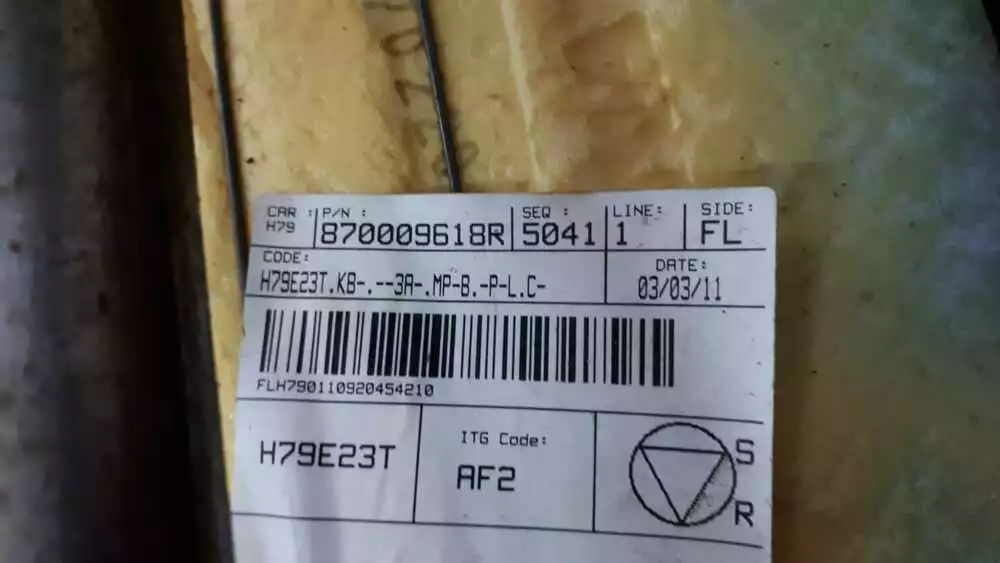 CAR : H79
P/N : 870009618R
SEQ : 5041
LINE: 1
SIDE: FL
CODE: H79E23T.KB-.--3A-.MP-B.-P-L.C-
DATE: 03/03/11
FLH790110920454210
H79E23T
ITG Code: AF2
S
R